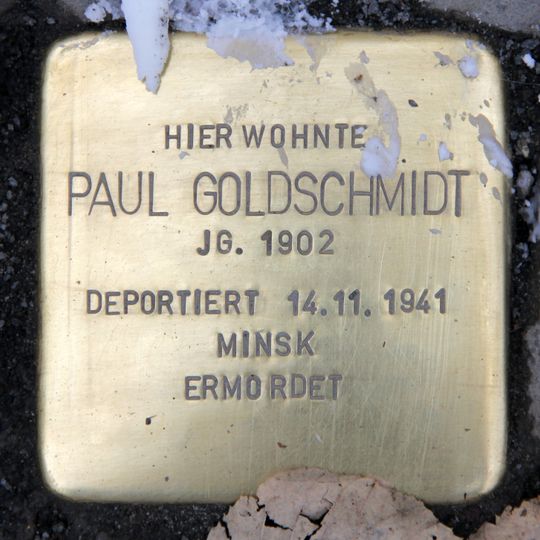 HIER WOHNTE
PAUL GOLDSCHMIDT
JG. 1902
DEPORTIERT 14.11.1941
MINSK
ERMORDET